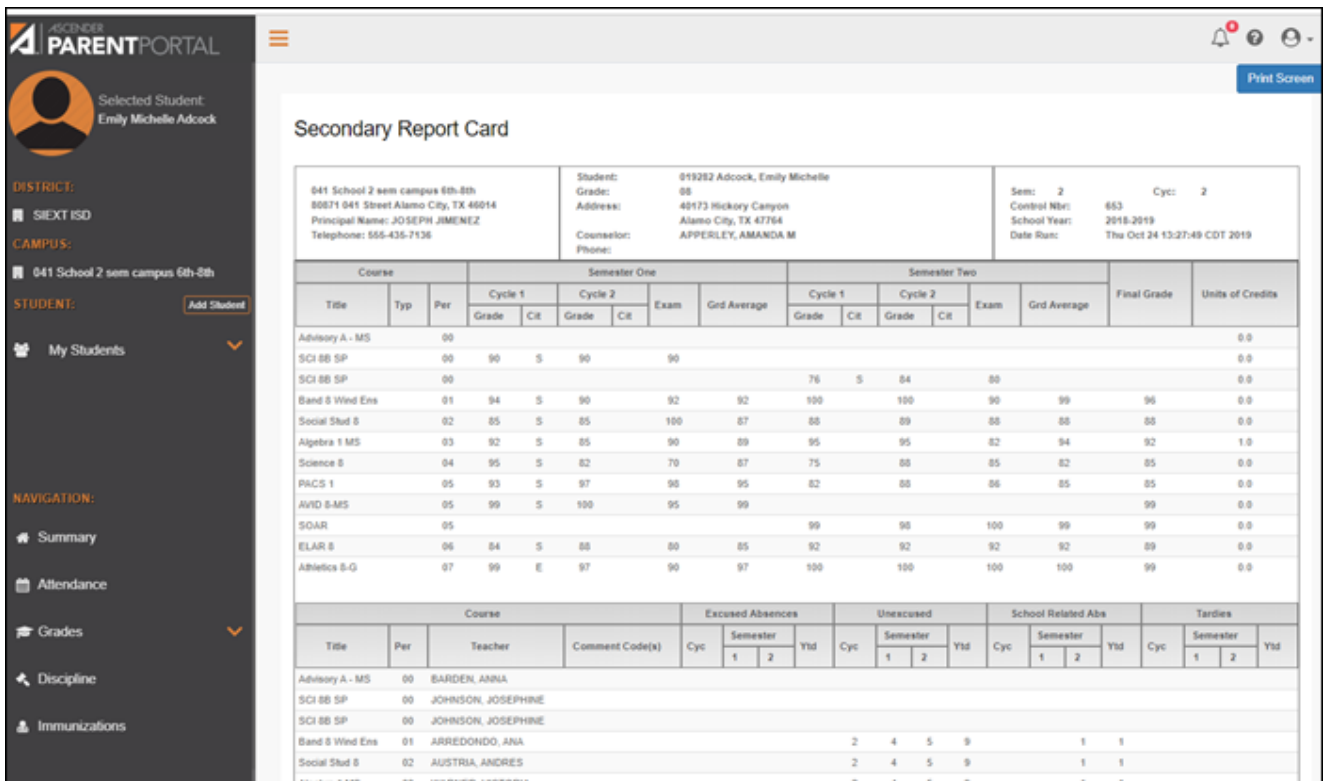 ASCENDER
PARENTPORTAL
Selected Student:
Emily Michelle Adcock
DISTRICT:
SIEXT ISD
CAMPUS:
041 School 2 sem campus 6th-8th
STUDENT:
Add Student
My Students
NAVIGATION:
Summary
Attendance
Grades
Discipline
Immunizations
0
Print Screen
Secondary Report Card
041 School 2 sem campus 6th-8th
80871 041 Street Alamo City, TX 46014
Principal Name: JOSEPH JIMENEZ
Telephone: 555-435-7136
Student: 019282 Adcock, Emily Michelle
Grade: 08
Address: 40173 Hickory Canyon
Alamo City, TX 47764
Counselor: APPERLEY, AMANDA M
Phone:
Sem: 2 Cyc: 2
Control Nbr: 653
School Year: 2018-2019
Date Run: Thu Oct 24 13:27:49 CDT 2019
Course Semester One Semester Two Final Grade Units of Credits
Title Typ Per Cycle 1 Cycle 2 Exam Grd Average Cycle 1 Cycle 2 Exam Grd Average
Grade Cit Grade Cit Grade Cit Grade Cit
Advisory A - MS 00 0.0
SCI 8B SP 00 90 S 90 90 0.0
SCI 8B SP 00 76 S 84 80 0.0
Band 8 Wind Ens 01 94 S 90 92 92 100 100 90 99 96 0.0
Social Stud 8 02 85 S 85 100 87 88 89 88 88 88 0.0
Algebra 1 MS 03 92 S 85 90 89 95 95 82 94 92 1.0
Science 8 04 95 S 82 70 87 75 88 85 82 85 0.0
PACS 1 05 93 S 97 98 95 82 88 86 85 85 0.0
AVID 8-MS 05 99 S 100 95 99 99 0.0
SOAR 05 99 98 100 99 99 0.0
ELAR 8 06 84 S 88 80 85 92 92 92 92 89 0.0
Athletics 8-G 07 99 E 97 90 97 100 100 100 100 99 0.0
Course Excused Absences Unexcused School Related Abs Tardies
Title Per Teacher Comment Code(s) Cyc Semester Ytd Cyc Semester Ytd Cyc Semester Ytd Cyc Semester Ytd
1 2 1 2 1 2 1 2
Advisory A - MS 00 BARDEN, ANNA
SCI 8B SP 00 JOHNSON, JOSEPHINE
SCI 8B SP 00 JOHNSON, JOSEPHINE
Band 8 Wind Ens 01 ARREDONDO, ANA 2 4 5 9 1 1
Social Stud 8 02 AUSTRIA, ANDRES 2 4 5 9 1 1